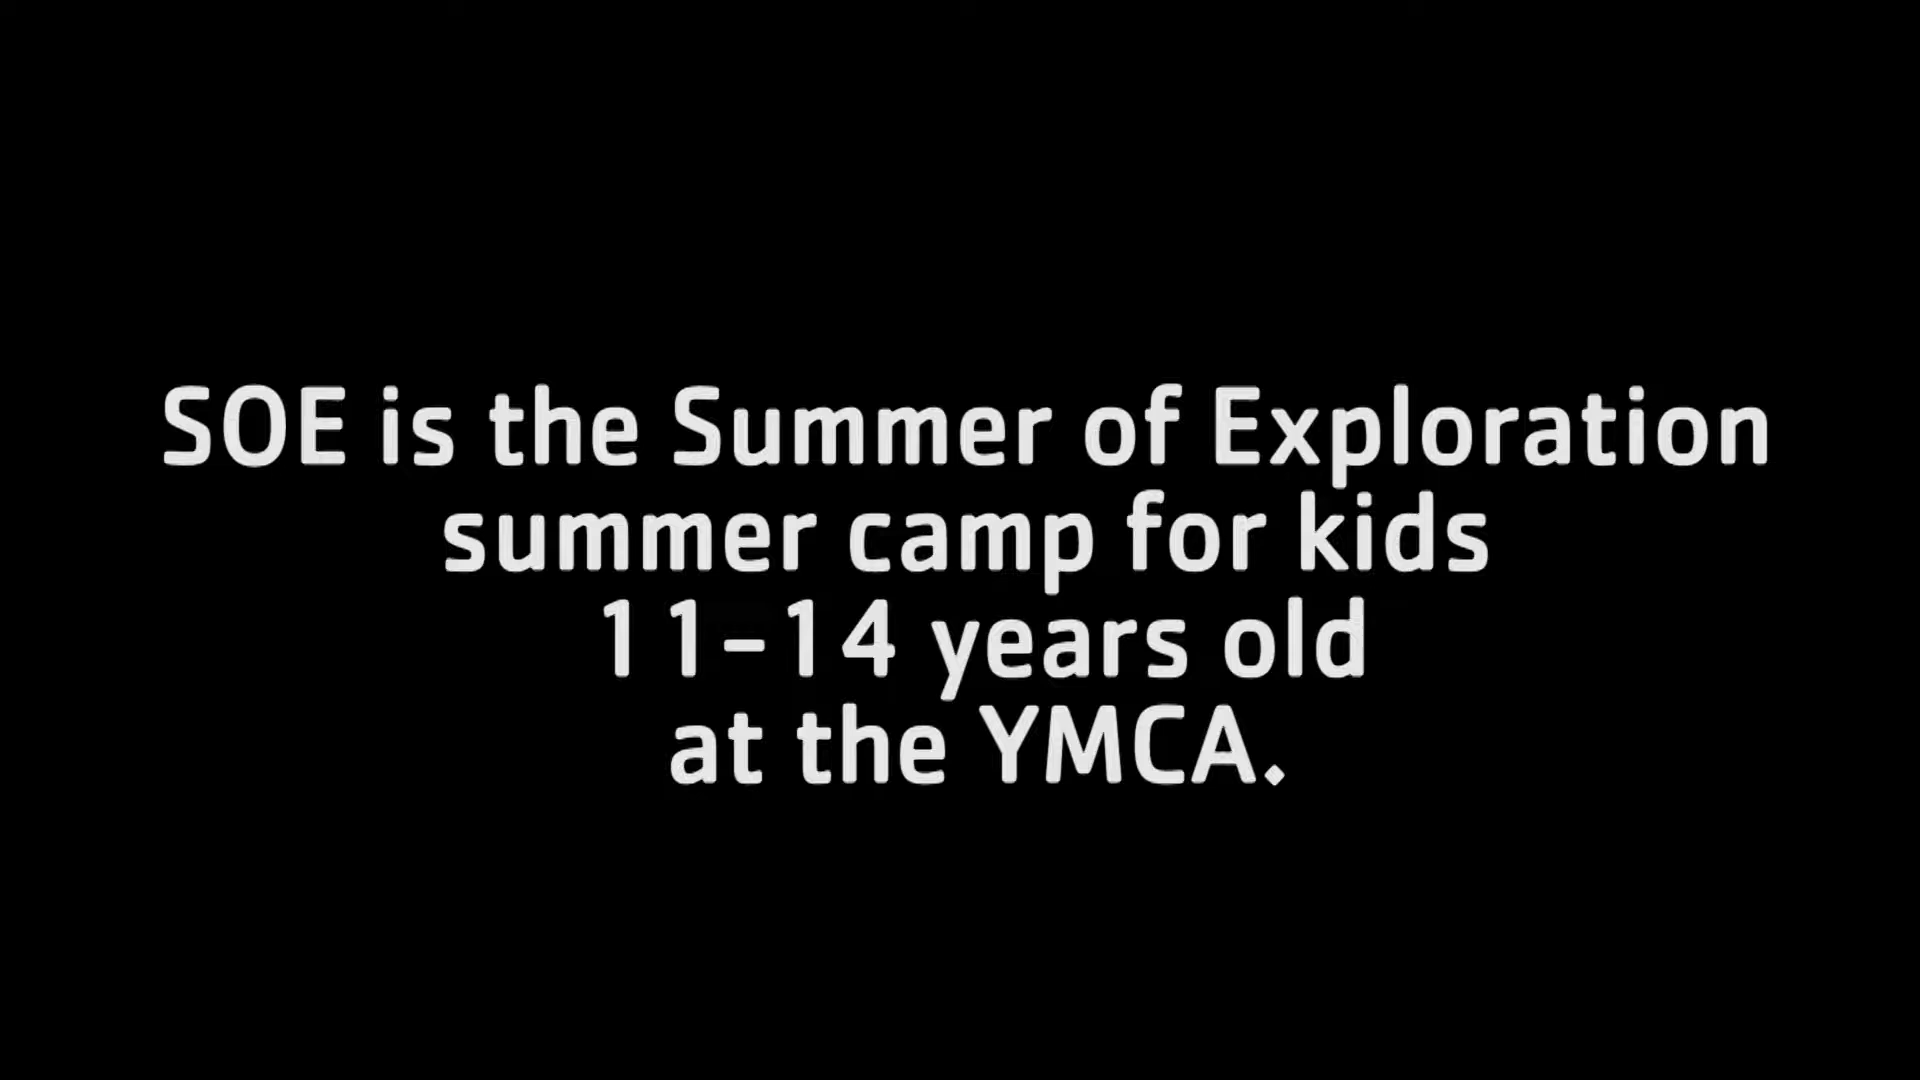 SOE is the Summer of Exploration
summer camp for kids
11-14 years old
at the YMCA.